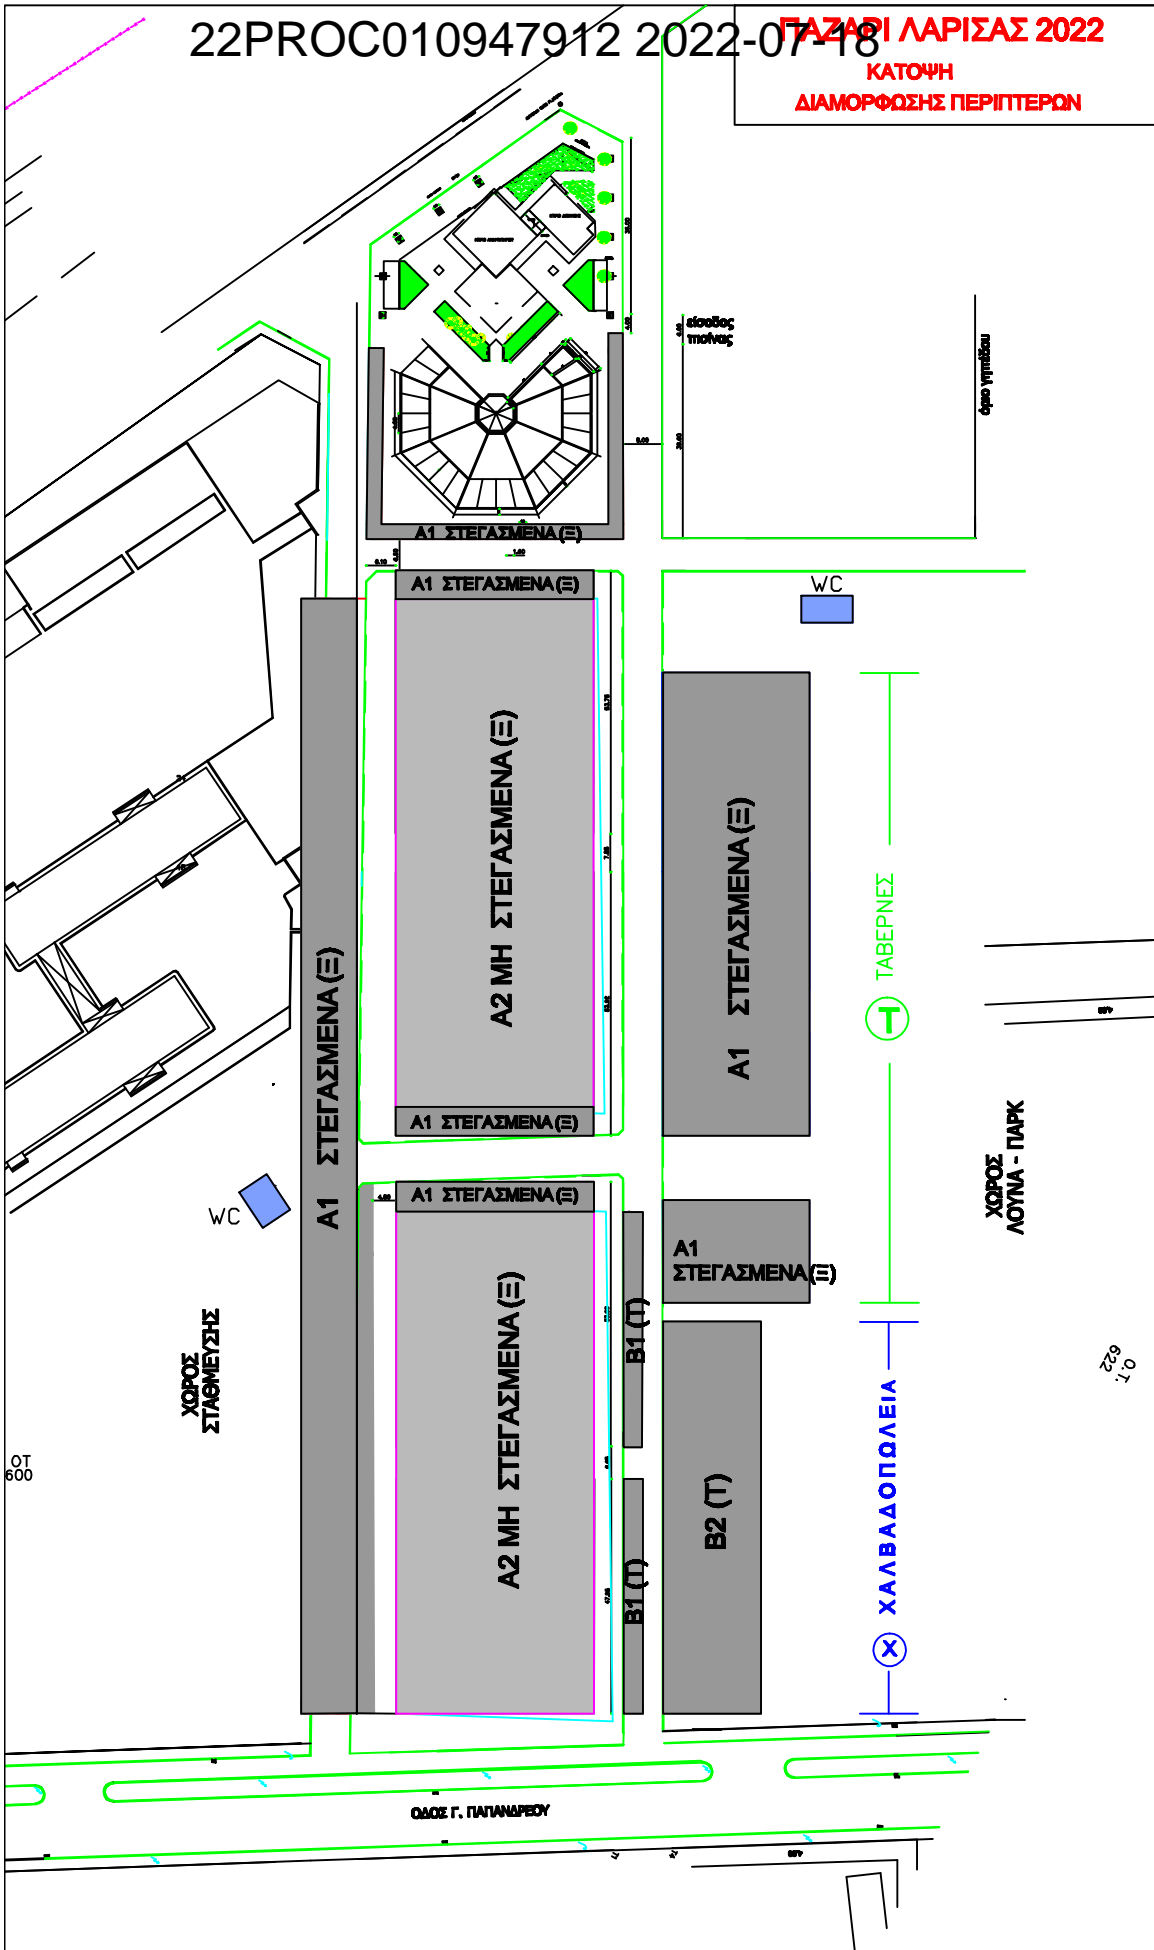 22PROC010947912 2022-07-18
ΠΑΖΑΡΙ ΛΑΡΙΣΑΣ 2022
ΚΑΤΟΨΗ
ΔΙΑΜΟΡΦΩΣΗΣ ΠΕΡΙΠΤΕΡΩΝ
είσοδος
πισίνας
όριο γηπέδου
Α1 ΣΤΕΓΑΣΜΕΝΑ (Ξ)
Α1 ΣΤΕΓΑΣΜΕΝΑ (Ξ)
WC
Α2 ΜΗ ΣΤΕΓΑΣΜΕΝΑ (Ξ)
Α1 ΣΤΕΓΑΣΜΕΝΑ (Ξ)
ΤΑΒΕΡΝΕΣ
Τ
Α1 ΣΤΕΓΑΣΜΕΝΑ (Ξ)
Α1 ΣΤΕΓΑΣΜΕΝΑ (Ξ)
ΧΩΡΟΣ
ΛΟΥΝΑ - ΠΑΡΚ
WC
Α1 ΣΤΕΓΑΣΜΕΝΑ (Ξ)
Α1
ΣΤΕΓΑΣΜΕΝΑ (Ξ)
ΧΩΡΟΣ
ΣΤΑΘΜΕΥΣΗΣ
Α2 ΜΗ ΣΤΕΓΑΣΜΕΝΑ (Ξ)
Β1 (Τ)
Ο.Τ.
622
ΟΤ
600
Β2 (Τ)
ΧΑΛΒΑΔΟΠΩΛΕΙΑ
Β1 (Τ)
Χ
ΟΔΟΣ Γ. ΠΑΠΑΝΔΡΕΟΥ